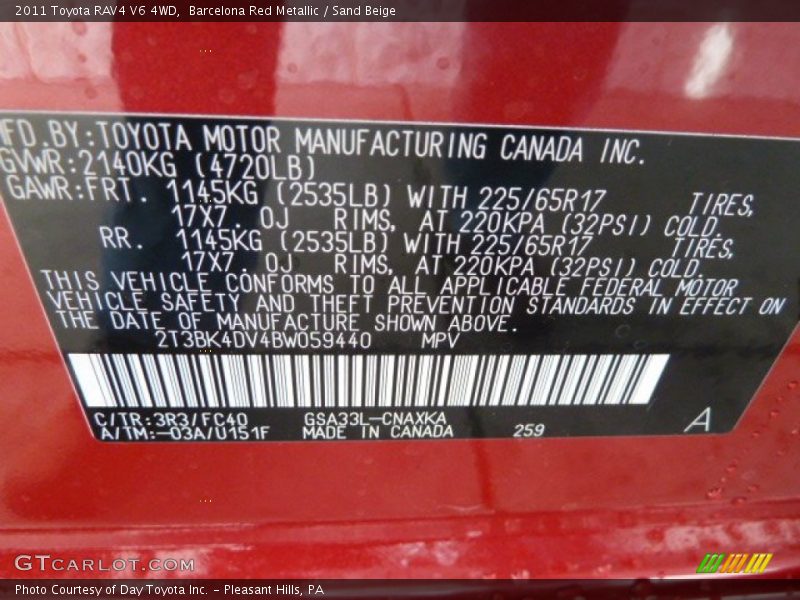 2011 Toyota RAV4 V6 4WD,  Barcelona Red Metallic / Sand Beige
MFD.BY:TOYOTA MOTOR MANUFACTURING CANADA INC.
GVWR:2140KG (4720LB)
GAWR:FRT. 1145KG (2535LB) WITH 225/65R17 TIRES,
17X7.0J RIMS, AT 220KPA (32PSI) COLD.
RR. 1145KG (2535LB) WITH 225/65R17 TIRES,
17X7.0J RIMS, AT 220KPA (32PSI) COLD.
THIS VEHICLE CONFORMS TO ALL APPLICABLE FEDERAL MOTOR
VEHICLE SAFETY AND THEFT PREVENTION STANDARDS IN EFFECT ON
THE DATE OF MANUFACTURE SHOWN ABOVE.
2T3BK4DV4BW059440 MPV
C/TR:3R3/FC40 GSA33L-CNAXKA
A/TM:-03A/U151F MADE IN CANADA 259 A
GTCARLOT.COM
Photo Courtesy of Day Toyota Inc. - Pleasant Hills, PA